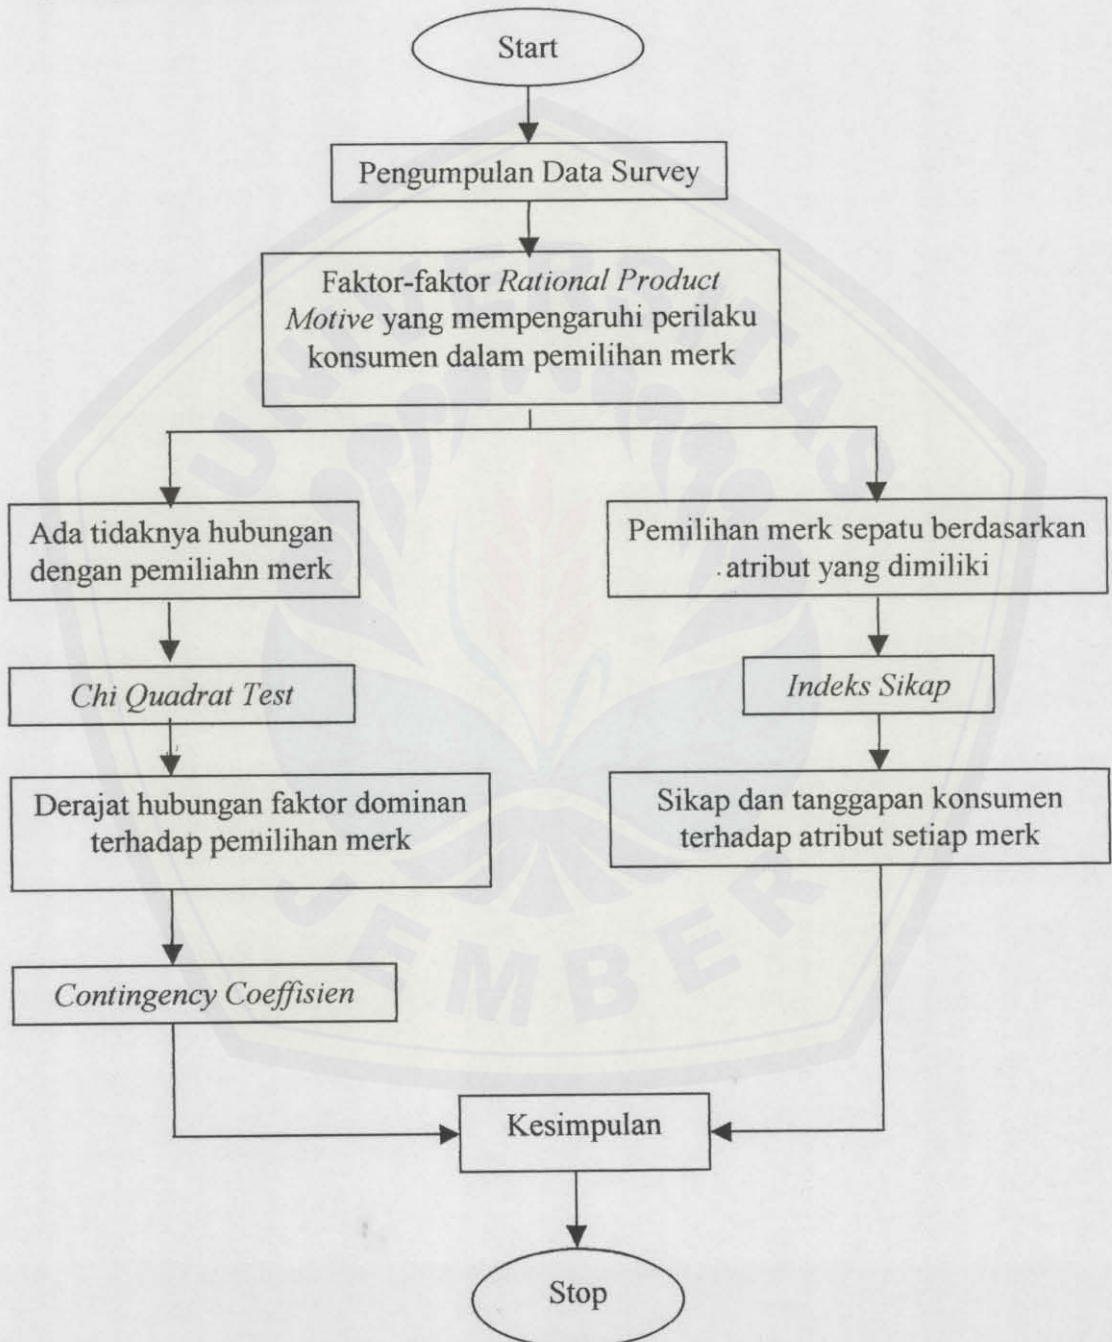 Start
Pengumpulan Data Survey
Faktor-faktor Rational Product
Motive yang mempengaruhi perilaku
konsumen dalam pemilihan merk
Ada tidaknya hubungan
dengan pemiliahn merk
Chi Quadrat Test
Derajat hubungan faktor dominan
terhadap pemilihan merk
Contingency Coeffisien
Pemilihan merk sepatu berdasarkan
atribut yang dimiliki
Indeks Sikap
Sikap dan tanggapan konsumen
terhadap atribut setiap merk
Kesimpulan
Stop
UNIVERSITAS
JEMBER